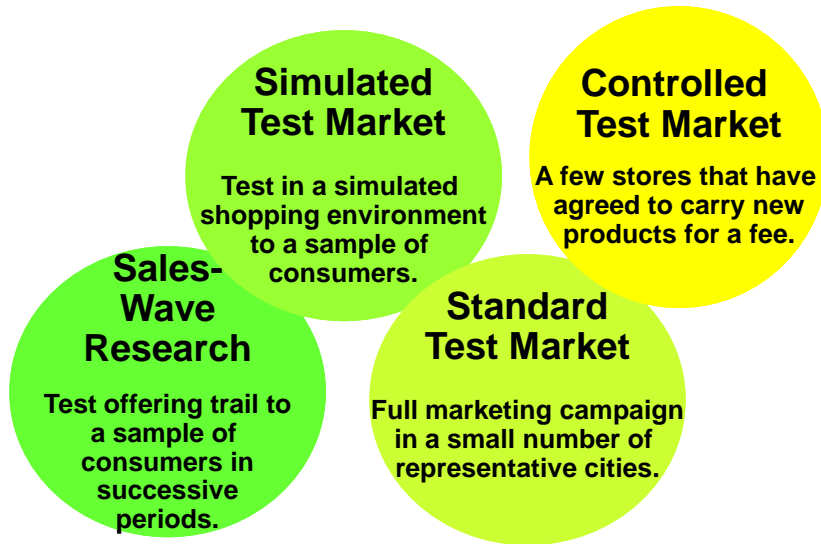 Simulated
Test Market
Test in a simulated
shopping environment
to a sample of
consumers.
Controlled
Test Market
A few stores that have
agreed to carry new
products for a fee.
Sales-
Wave
Research
Test offering trail to
a sample of
consumers in
successive
periods.
Standard
Test Market
Full marketing campaign
in a small number of
representative cities.